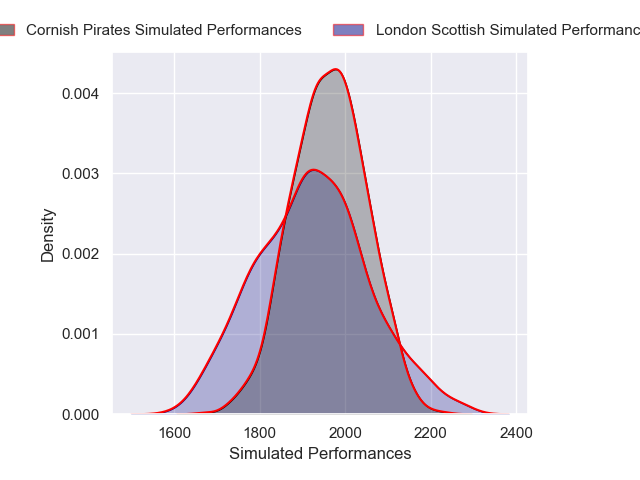 Cornish Pirates Simulated Performances London Scottish Simulated
0.004
0.003
0.002
0.001
0.000
Density
1600 1800 2000 2200 2400
Simulated Performances